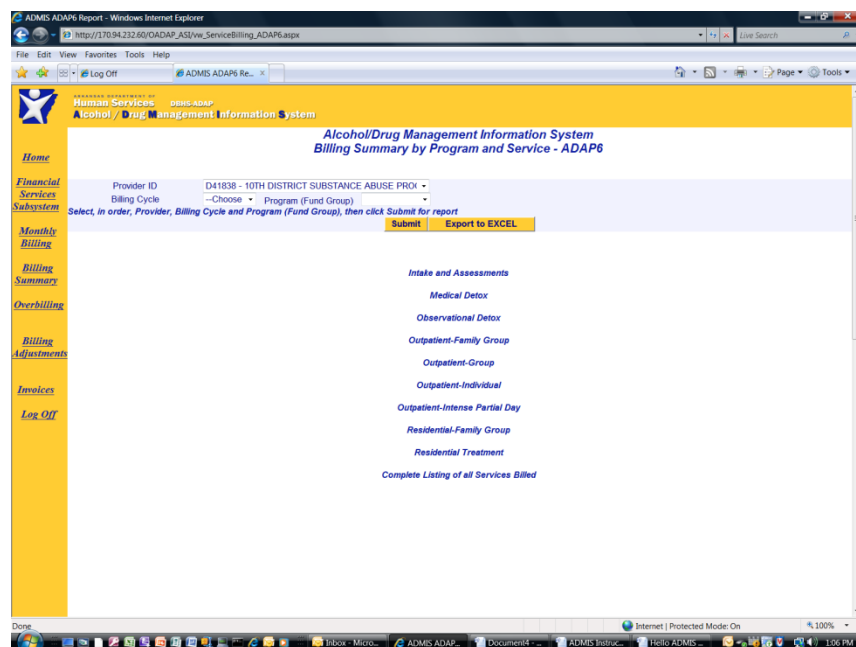 ADMIS ADAP6 Report - Windows Internet Explorer
http://170.94.232.60/OADAP_ASI/vw_ServiceBilling_ADAP6.aspx
Live Search
File Edit View Favorites Tools Help
Log Off
ADMIS ADAP6 Re...
Page
Tools
ARKANSAS DEPARTMENT OF
Human Services DBHS-ADAP
Alcohol / Drug Management Information System
Alcohol/Drug Management Information System
Billing Summary by Program and Service - ADAP6
Home
Financial Services Subsystem
Monthly Billing
Billing Summary
Overbilling
Billing Adjustments
Invoices
Log Off
Provider ID D41838 - 10TH DISTRICT SUBSTANCE ABUSE PRO(
Billing Cycle --Choose Program (Fund Group)
Select, in order, Provider, Billing Cycle and Program (Fund Group), then click Submit for report
Submit Export to EXCEL
Intake and Assessments
Medical Detox
Observational Detox
Outpatient-Family Group
Outpatient-Group
Outpatient-Individual
Outpatient-Intense Partial Day
Residential-Family Group
Residential Treatment
Complete Listing of all Services Billed
Done
Internet | Protected Mode: On
100%
Inbox - Micro...
ADMIS ADAP...
Document4 - ...
ADMIS Instruc...
Hello ADMIS ...
1:06 PM